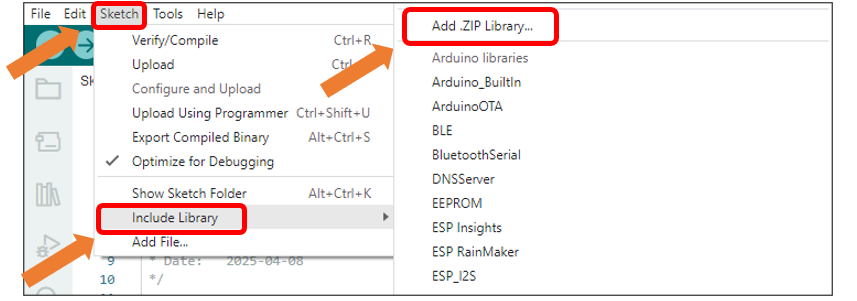 File Edit Sketch Tools Help
Verify/Compile Ctrl+R
Upload
Configure and Upload
Upload Using Programmer Ctrl+Shift+U
Export Compiled Binary Alt+Ctrl+S
Optimize for Debugging
Show Sketch Folder Alt+Ctrl+K
Include Library
Add File...
9 * Date: 2025-04-08
10 */
Add .ZIP Library...
Arduino libraries
Arduino_BuiltIn
ArduinoOTA
BLE
BluetoothSerial
DNSServer
EEPROM
ESP Insights
ESP RainMaker
ESP_I2S